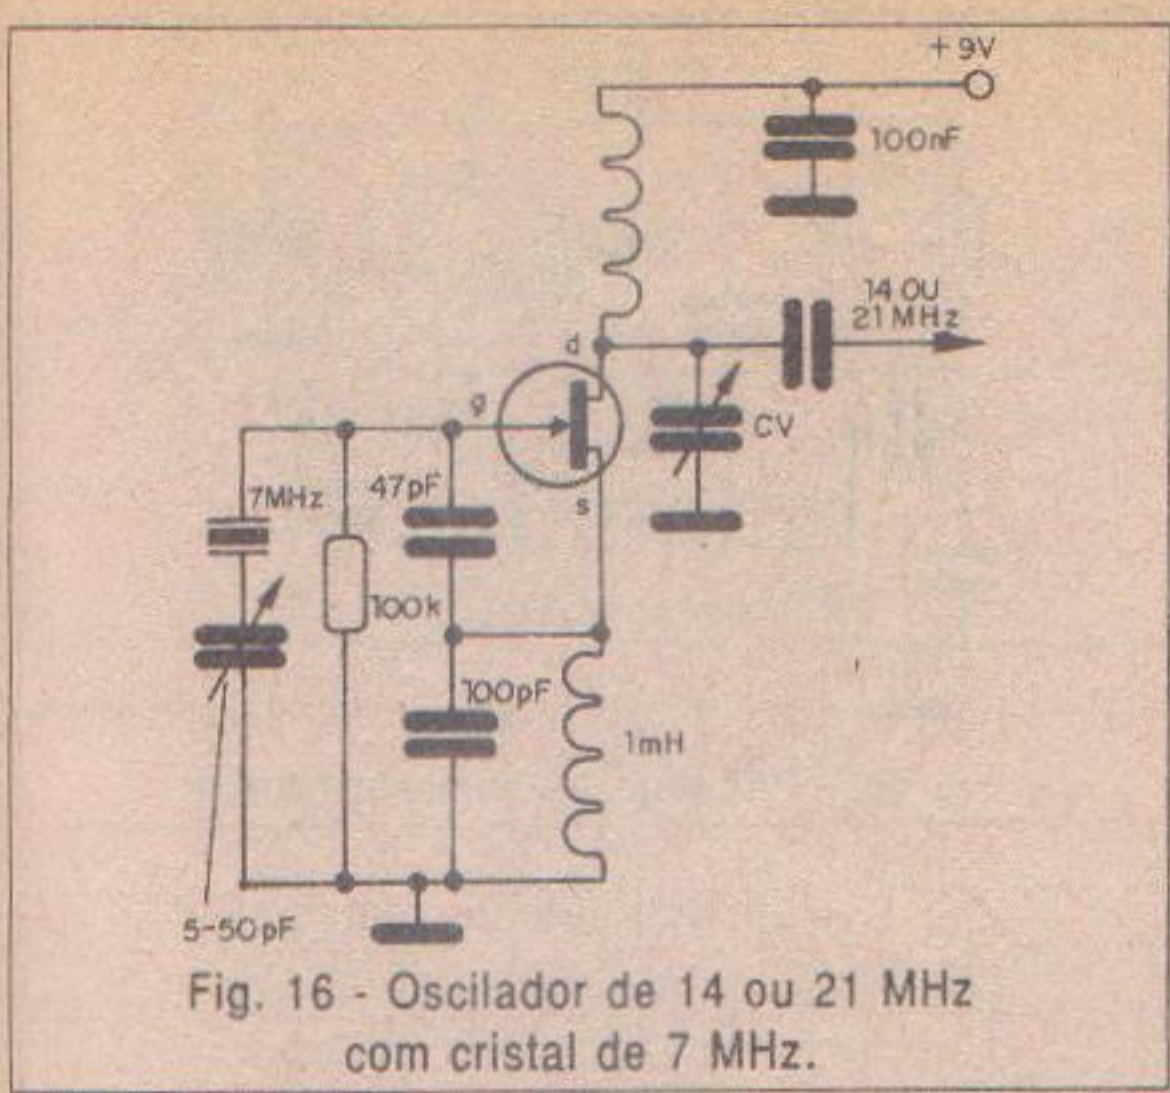 + 9V
100nF
14 OU
21 MHz
d
g
CV
7MHz
47pF
s
100k
100pF
1mH
5-50pF
Fig. 16 - Oscilador de 14 ou 21 MHz
com cristal de 7 MHz.